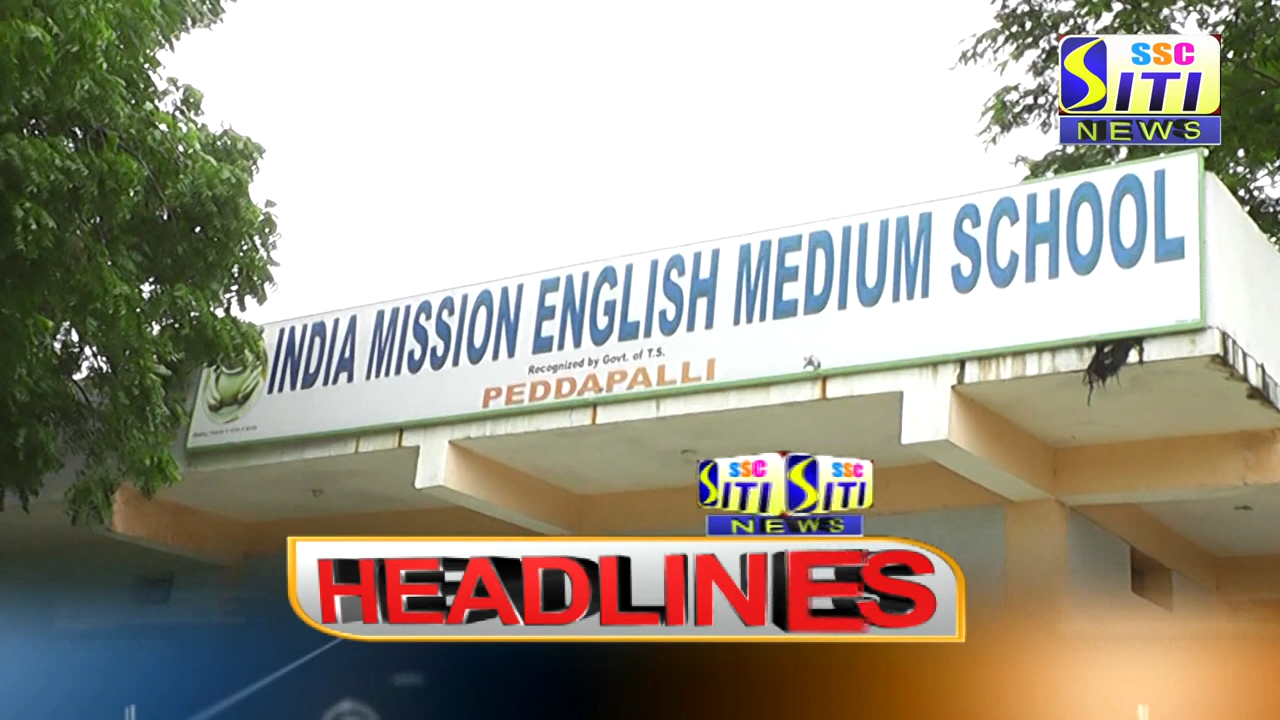 SSC
SITI
NEWS
INDIA MISSION ENGLISH MEDIUM SCHOOL
Recognized by Govt. of T.S.
PEDDAPALLI
SSC SSC
SITI SITI
NEWS
HEADLINES